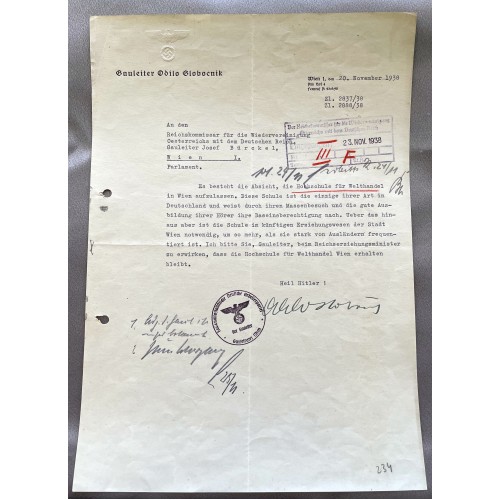 Gauleiter Odilo Globocnik
Wien I, am 20. November 1938
Zl. 2837/38
Zl. 2088/38
An den
Reichskommissar für die Wiedervereinigung
Oesterreichs mit dem Deutschen Reich,
Gauleiter Josef B ü r c k e l,
W i e n I.
Parlament.
23. NOV. 1938
III F
Es besteht die Absicht, die Hochschule für Welthandel
in Wien aufzulassen. Diese Schule ist die einzige ihrer Art in
Deutschland und weist durch ihren Massenbesuch und die gute Aus-
bildung ihrer Hörer ihre Daseinsberechtigung nach. Ueber das hin-
aus aber ist die Schule im künftigen Erziehungswesen der Stadt
Wien notwendig, um so mehr, als sie stark von Ausländern frequen-
tiert ist. Ich bitte Sie, Gauleiter, beim Reichserziehungsminister
zu erwirken, dass die Hochschule für Welthandel Wien erhalten
bleibt.
Heil Hitler !
234